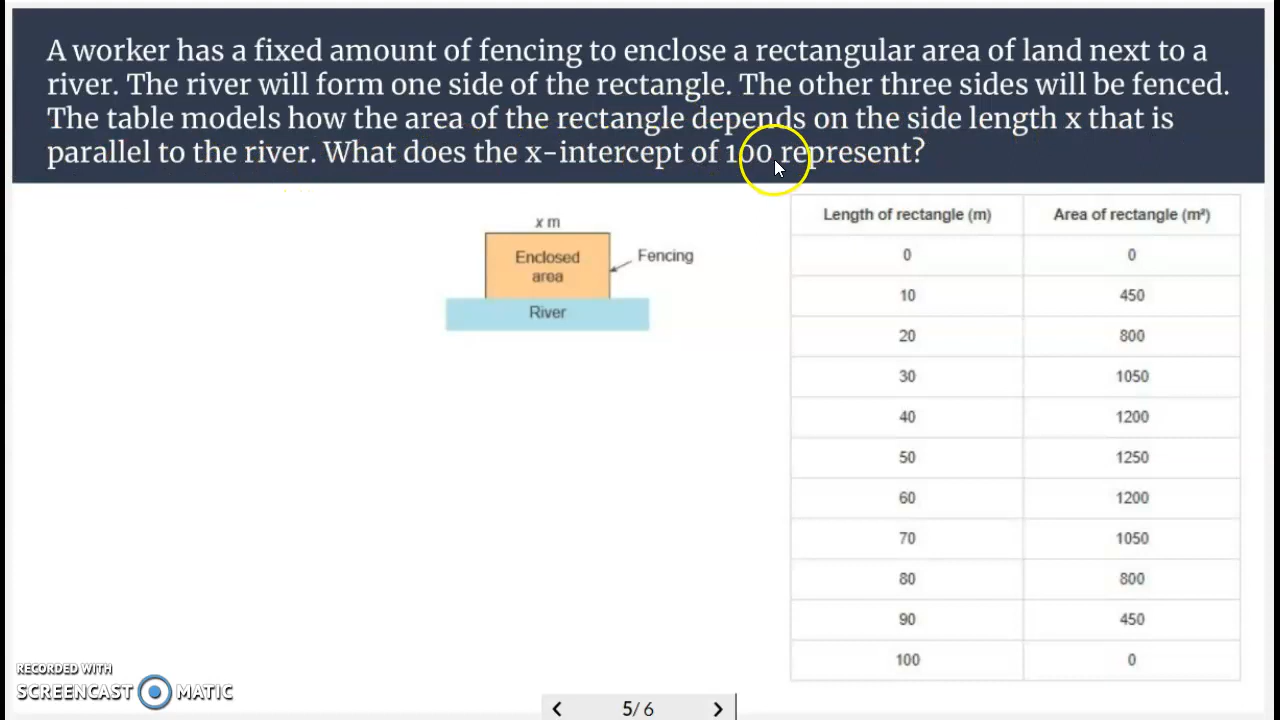 A worker has a fixed amount of fencing to enclose a rectangular area of land next to a
river. The river will form one side of the rectangle. The other three sides will be fenced.
The table models how the area of the rectangle depends on the side length x that is
parallel to the river. What does the x-intercept of 100 represent?
x m
Enclosed
area
Fencing
River
Length of rectangle (m) Area of rectangle (m²)
0 0
10 450
20 800
30 1050
40 1200
50 1250
60 1200
70 1050
80 800
90 450
100 0
RECORDED WITH
SCREENCAST MATIC
< 5/ 6 >